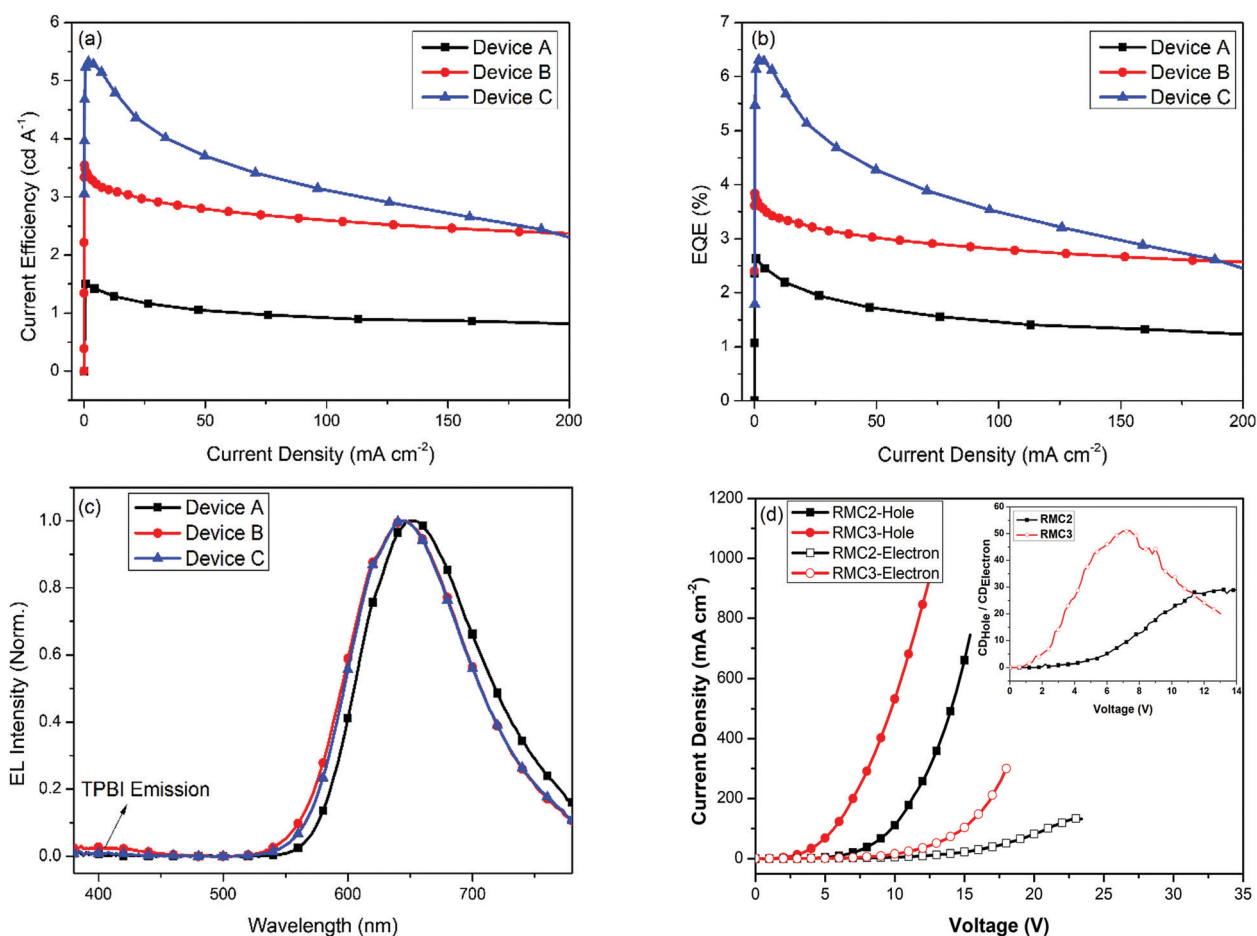 (a)
Device A
Device B
Device C
Current Efficiency (cd A⁻¹)
6
5
4
3
2
1
0
0 50 100 150 200
Current Density (mA cm⁻²)
(b)
Device A
Device B
Device C
EQE (%)
7
6
5
4
3
2
1
0
0 50 100 150 200
Current Density (mA cm⁻²)
(c)
Device A
Device B
Device C
EL Intensity (Norm.)
1.0
0.8
0.6
0.4
0.2
0.0
TPBI Emission
400 500 600 700
Wavelength (nm)
(d)
RMC2-Hole
RMC3-Hole
RMC2-Electron
RMC3-Electron
Current Density (mA cm⁻²)
1200
1000
800
600
400
200
0
0 5 10 15 20 25 30 35
Voltage (V)
RMC2
RMC3
CDHole / CDElectron
60
50
40
30
20
10
0
0 2 4 6 8 10 12 14
Voltage (V)